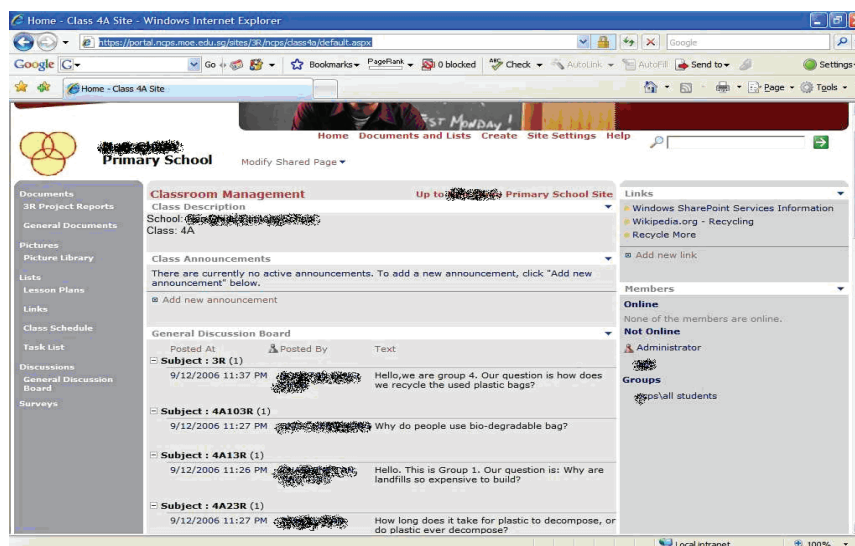 Home - Class 4A Site - Windows Internet Explorer
https://portal.ncps.moe.edu.sg/sites/3R/ncps/class4a/default.aspx
Google
Google G Go Bookmarks PageRank 0 blocked Check AutoLink AutoFill Send to Settings
Home - Class 4A Site
Page Tools
FIRST MONDAY!
Home Documents and Lists Create Site Settings Help
Primary School
Modify Shared Page
Documents
3R Project Reports
General Documents
Pictures
Picture Library
Lists
Lesson Plans
Links
Class Schedule
Task List
Discussions
General Discussion
Board
Surveys
Classroom Management
Up to Primary School Site
Class Description
School:
Class: 4A
Class Announcements
There are currently no active announcements. To add a new announcement, click "Add new
announcement" below.
Add new announcement
General Discussion Board
Posted At Posted By Text
Subject : 3R (1)
9/12/2006 11:37 PM Hello,we are group 4. Our question is how does
we recycle the used plastic bags?
Subject : 4A103R (1)
9/12/2006 11:27 PM Why do people use bio-degradable bag?
Subject : 4A13R (1)
9/12/2006 11:26 PM Hello. This is Group 1. Our question is: Why are
landfills so expensive to build?
Subject : 4A23R (1)
9/12/2006 11:27 PM How long does it take for plastic to decompose, or
do plastic ever decompose?
Links
Windows SharePoint Services Information
Wikipedia.org - Recycling
Recycle More
Add new link
Members
Online
None of the members are online.
Not Online
Administrator
Groups
\all students
Local intranet 100%